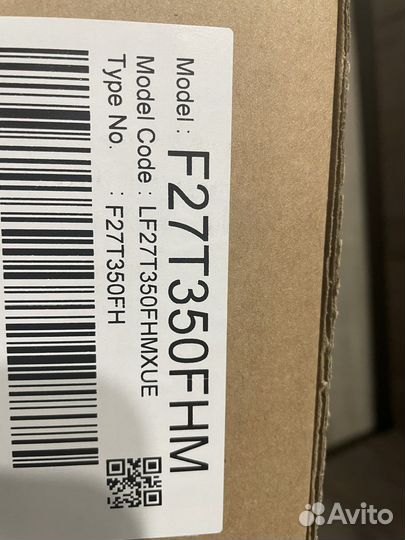 Model : F27T350FHM
Model Code : LF27T350FHMXUE
Type No. : F27T350FH
Avito